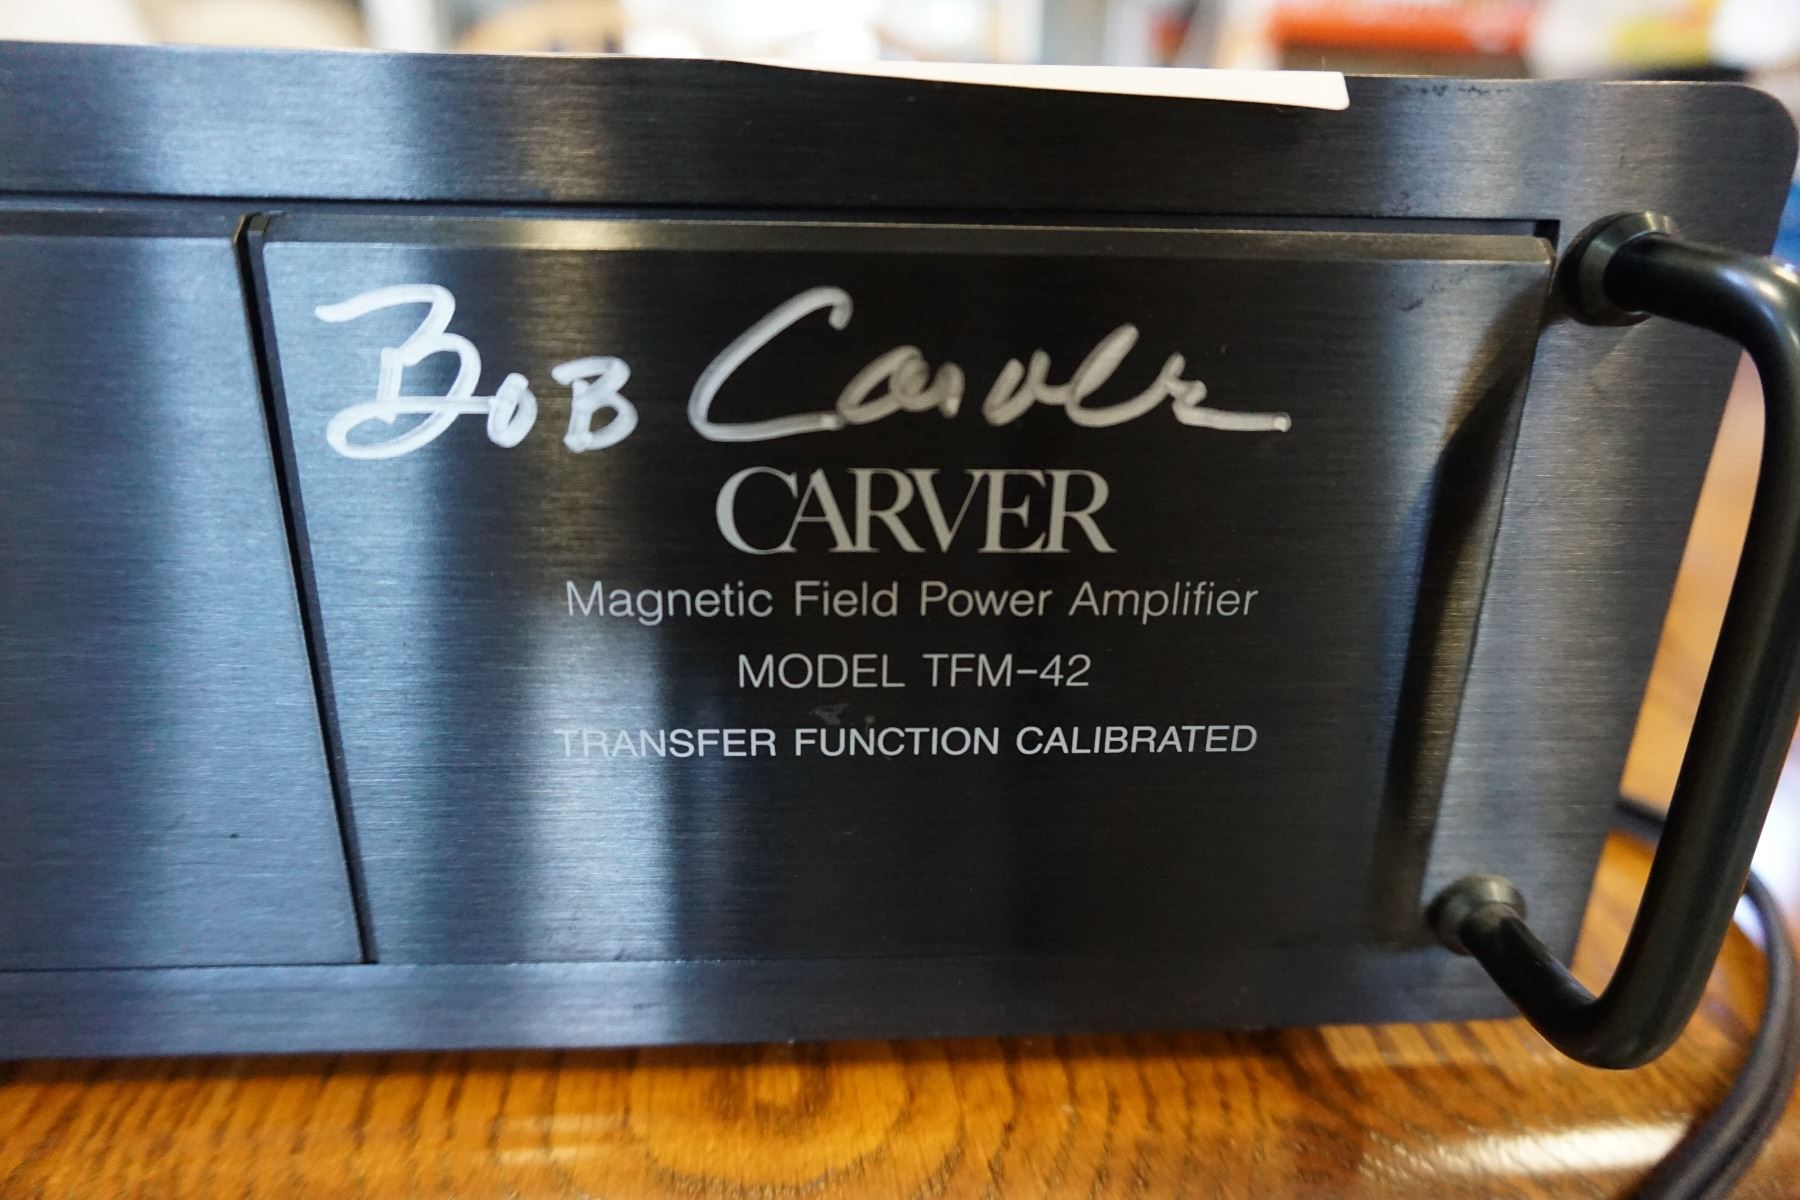 BoB Carver
CARVER
Magnetic Field Power Amplifier
MODEL TFM-42
TRANSFER FUNCTION CALIBRATED